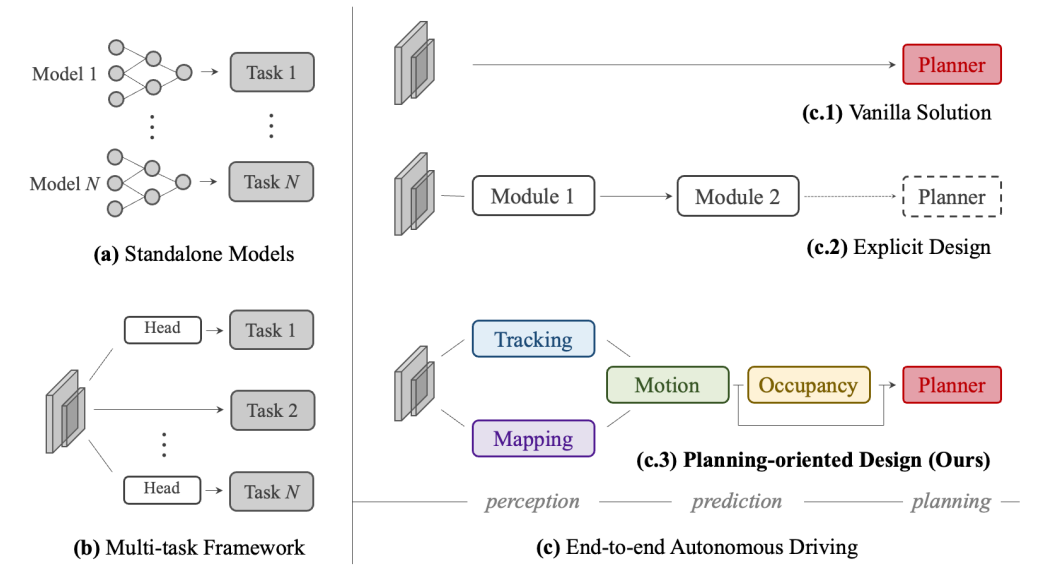 Model 1
Task 1
Model N
Task N
(a) Standalone Models
Head
Task 1
Task 2
Head
Task N
(b) Multi-task Framework
Planner
(c.1) Vanilla Solution
Module 1
Module 2
Planner
(c.2) Explicit Design
Tracking
Motion
Occupancy
Planner
Mapping
(c.3) Planning-oriented Design (Ours)
perception
prediction
planning
(c) End-to-end Autonomous Driving